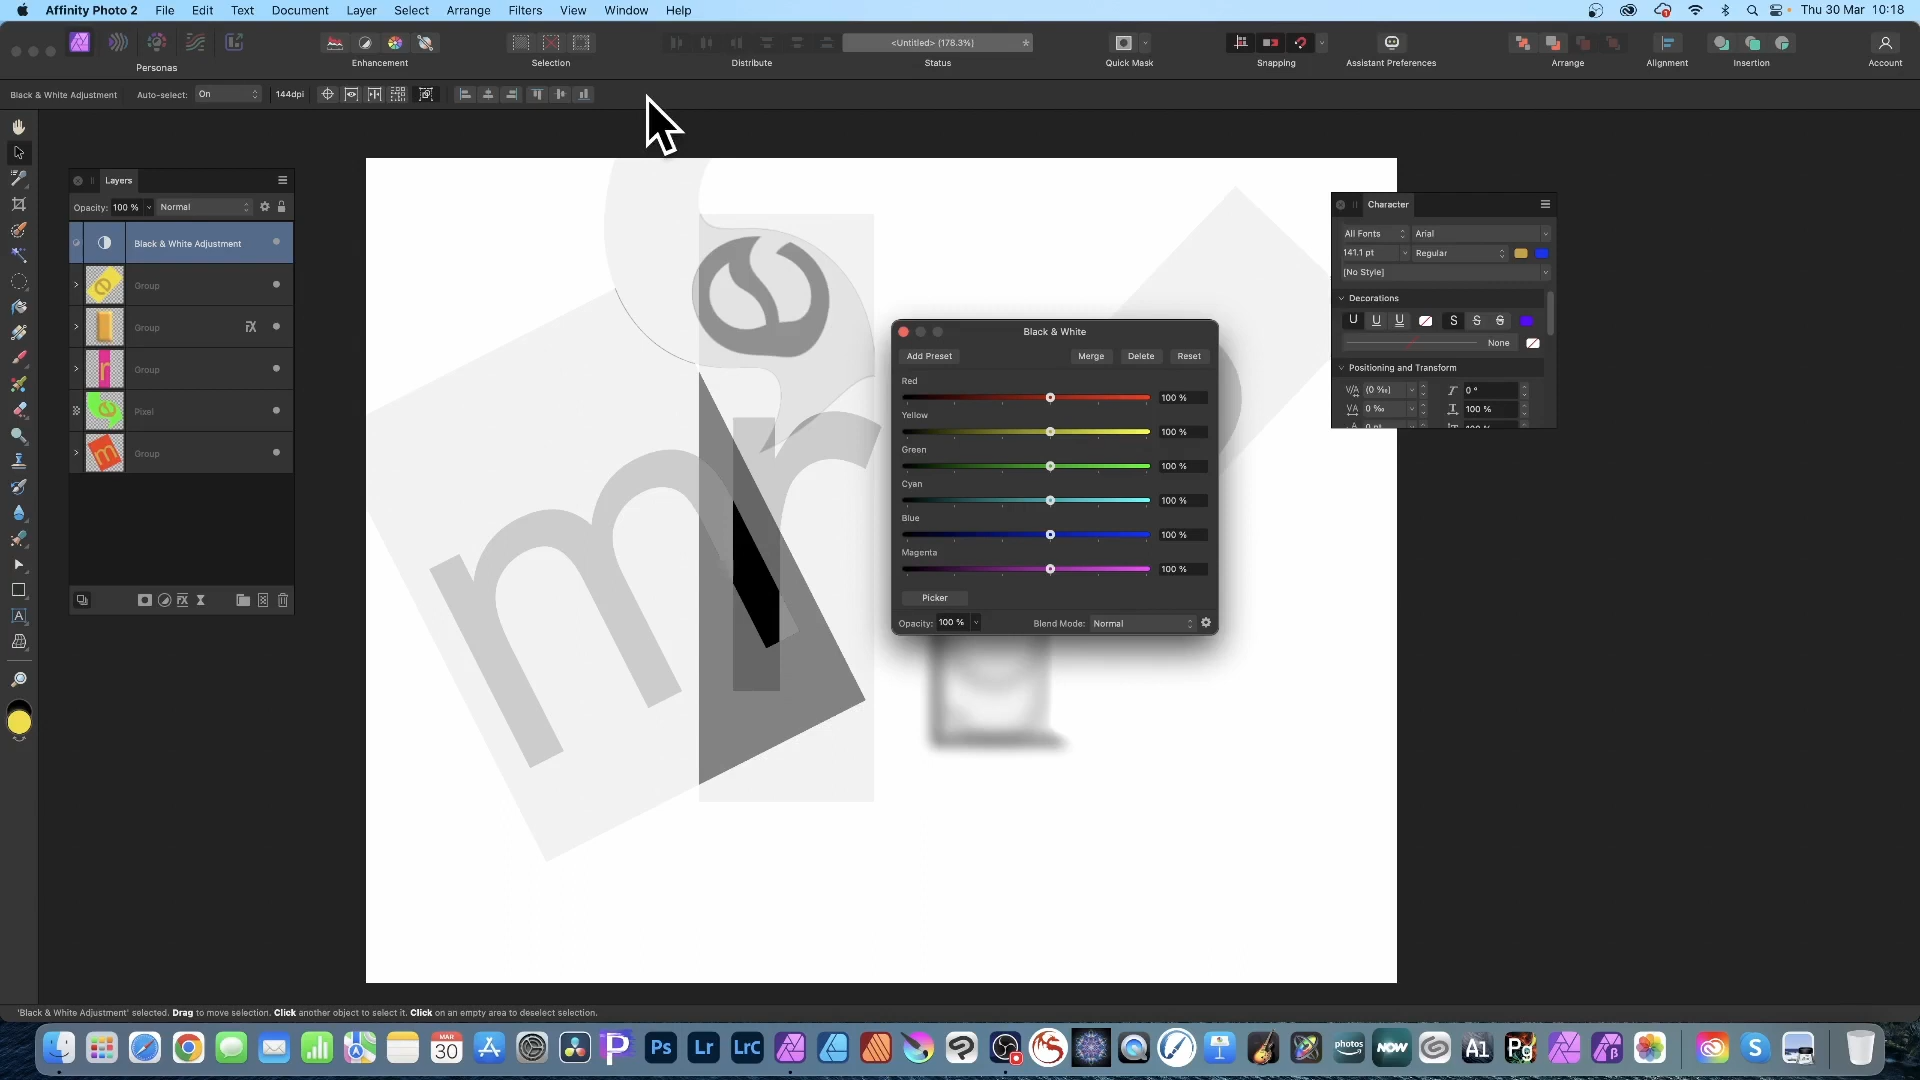 Affinity Photo 2 File Edit Text Document Layer Select Arrange Filters View Window Help Thu 30 Mar 10:18
<Untitled> (178.3%) *
Personas Enhancement Selection Distribute Status Quick Mask Snapping Assistant Preferences Arrange Alignment Insertion Account
Black & White Adjustment Auto-select: On 144dpi
Layers
Opacity: 100 % Normal
Black & White Adjustment
Group
Group
Group
Pixel
Group
e
m
r
Black & White
Add Preset Merge Delete Reset
Red
100 %
Yellow
100 %
Green
100 %
Cyan
100 %
Blue
100 %
Magenta
100 %
Picker
Opacity: 100 % Blend Mode: Normal
Character
All Fonts Arial
141.1 pt Regular
[No Style]
Decorations
U U U S S S
None
Positioning and Transform
(0 ‰) 0 °
0 ‰ 100 %
'Black & White Adjustment' selected. Drag to move selection. Click another object to select it. Click on an empty area to deselect selection.
MAR
30
Ps Lr LrC
photos
NOW
AI
Pg
S